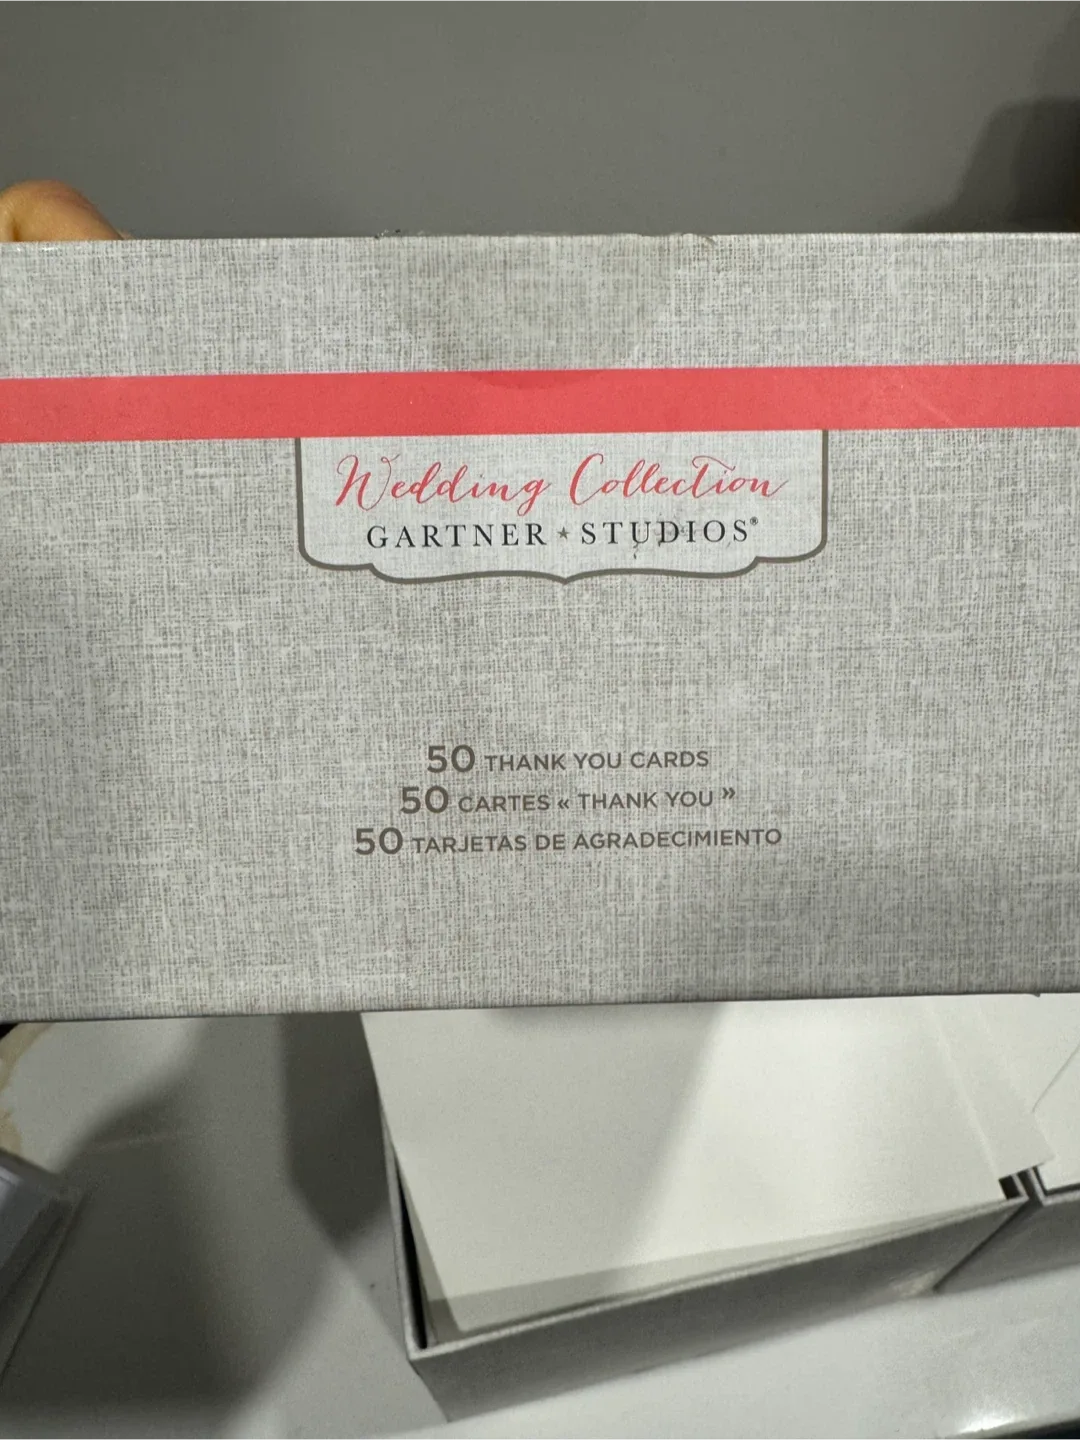 Wedding Collection
GARTNER ★ STUDIOS®
50 THANK YOU CARDS
50 CARTES « THANK YOU »
50 TARJETAS DE AGRADECIMIENTO